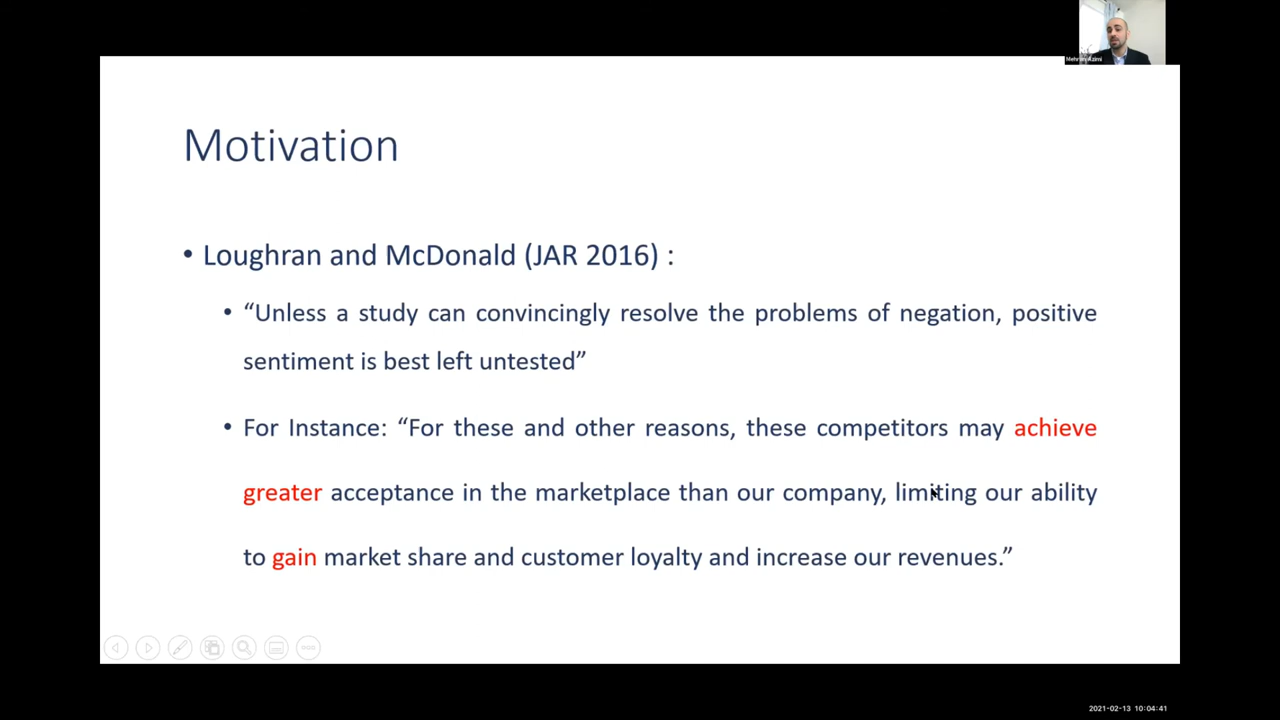 Mehran Azimi
Motivation
• Loughran and McDonald (JAR 2016) :
• “Unless a study can convincingly resolve the problems of negation, positive
sentiment is best left untested”
• For Instance: “For these and other reasons, these competitors may achieve
greater acceptance in the marketplace than our company, limiting our ability
to gain market share and customer loyalty and increase our revenues.”
2021-02-13 10:04:41